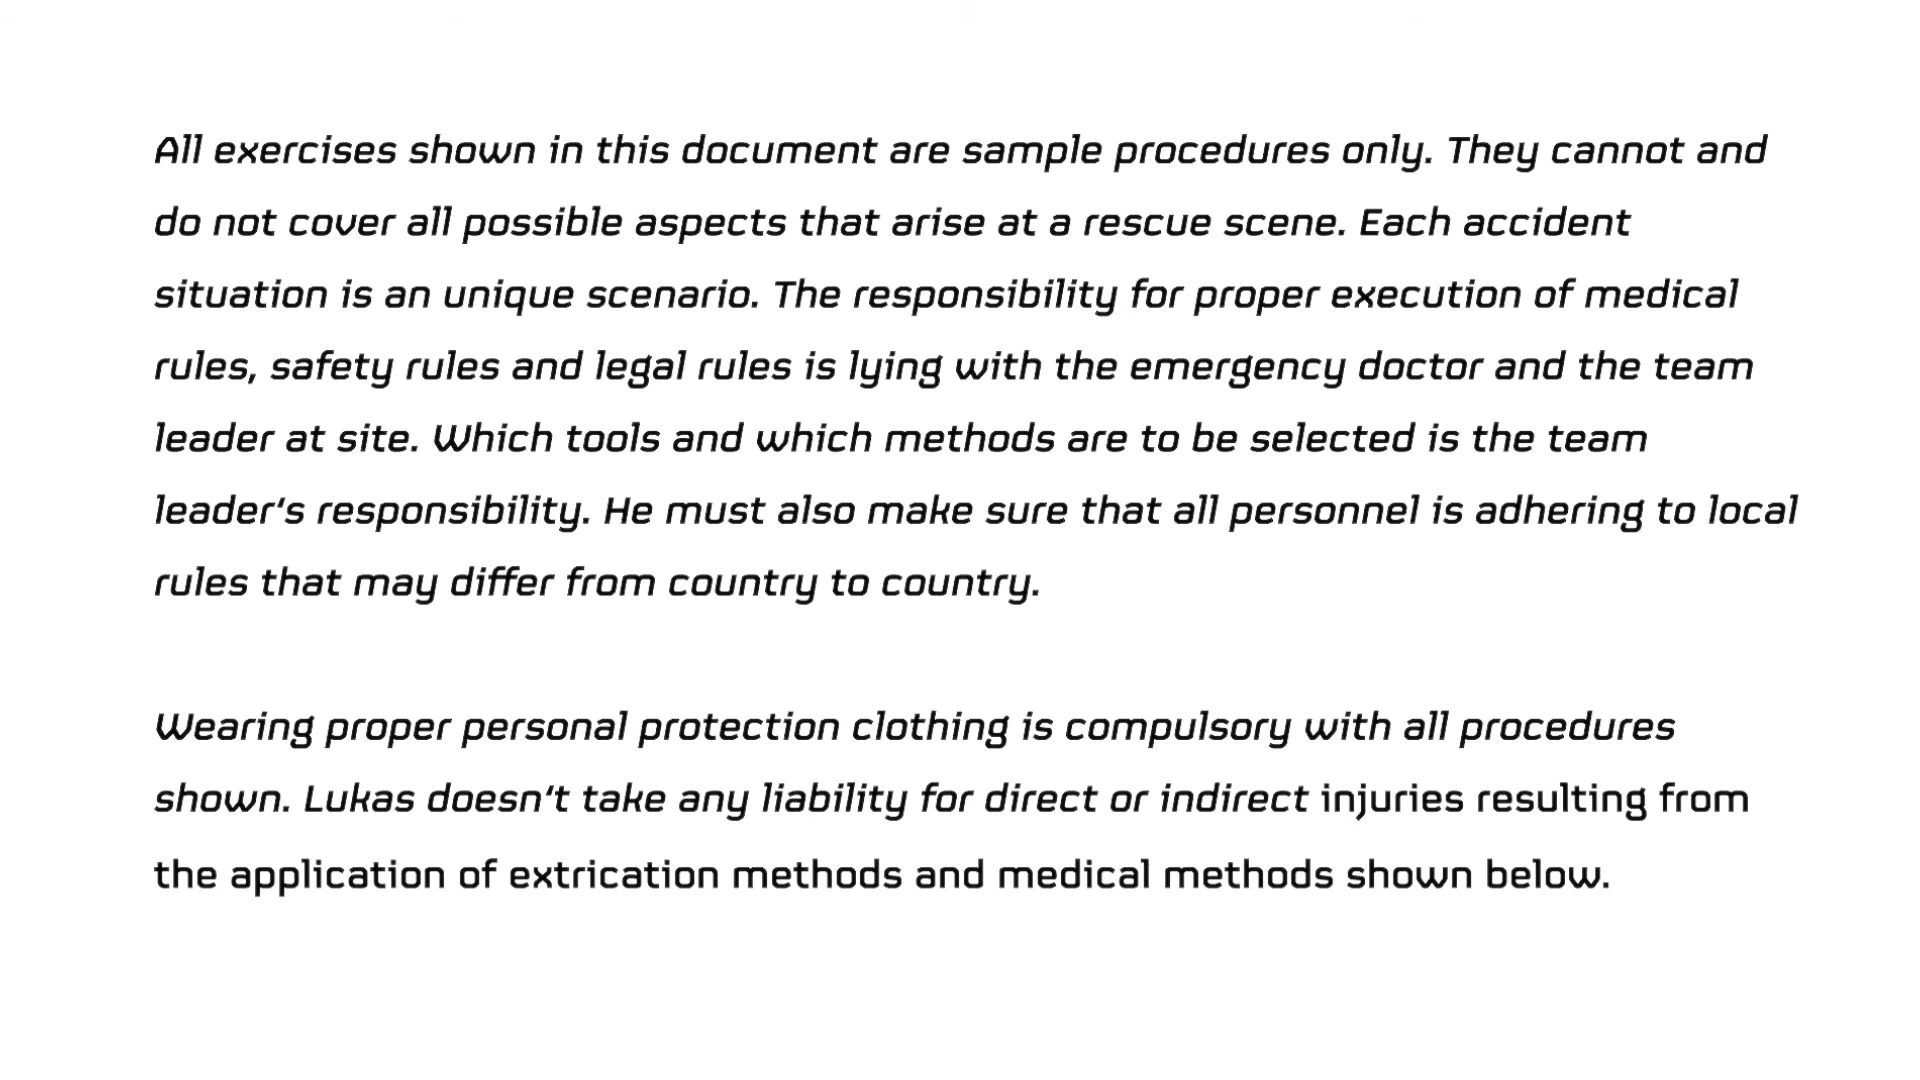 All exercises shown in this document are sample procedures only. They cannot and
do not cover all possible aspects that arise at a rescue scene. Each accident
situation is an unique scenario. The responsibility for proper execution of medical
rules, safety rules and legal rules is lying with the emergency doctor and the team
leader at site. Which tools and which methods are to be selected is the team
leader‘s responsibility. He must also make sure that all personnel is adhering to local
rules that may differ from country to country.
Wearing proper personal protection clothing is compulsory with all procedures
shown. Lukas doesn‘t take any liability for direct or indirect injuries resulting from
the application of extrication methods and medical methods shown below.